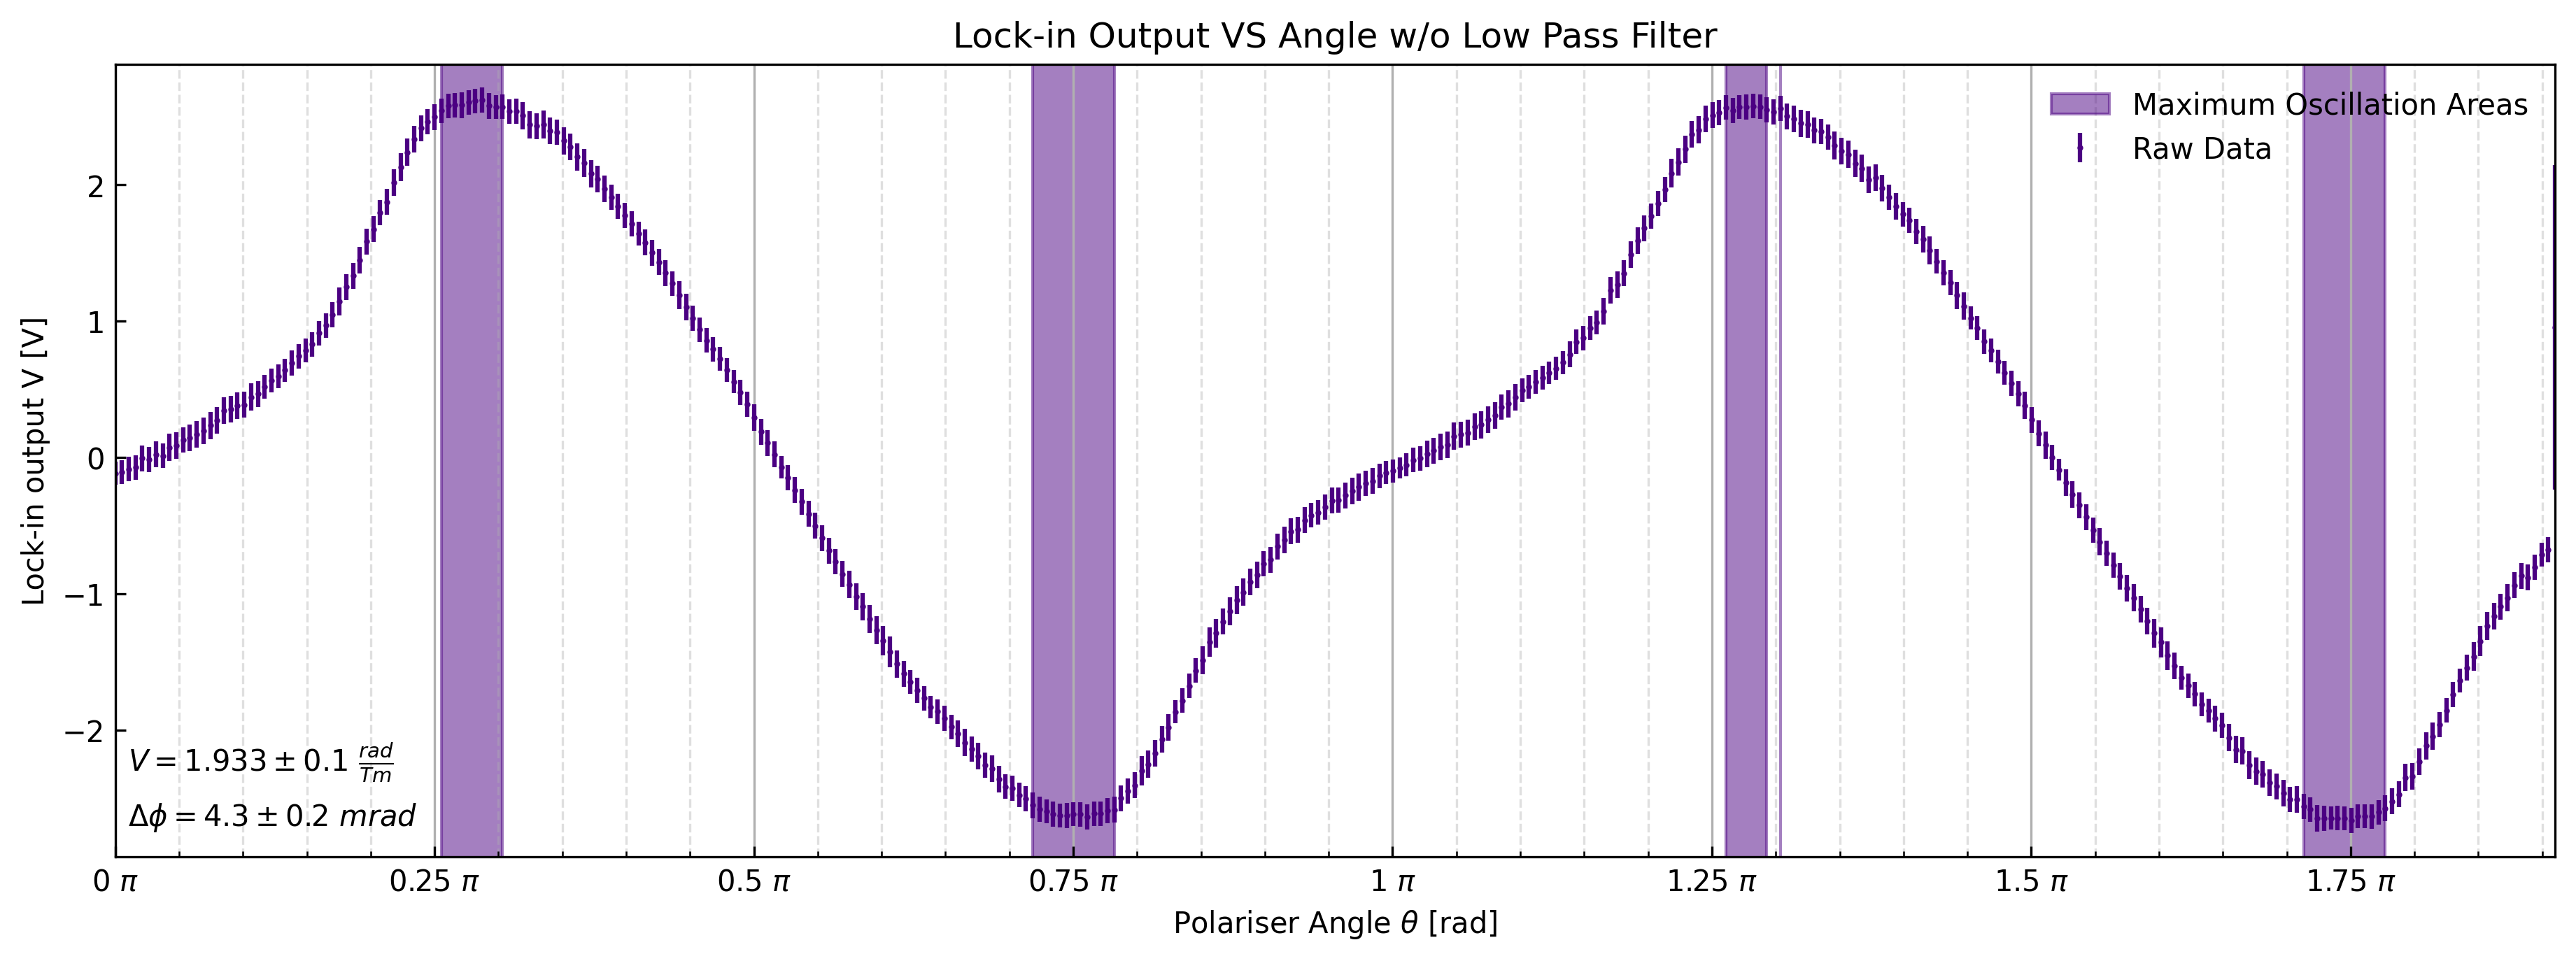 Lock-in Output VS Angle w/o Low Pass Filter
Maximum Oscillation Areas
Raw Data
Lock-in output V [V]
2
1
0
−1
−2
V = 1.933 ± 0.1 rad/Tm
Δϕ = 4.3 ± 0.2 mrad
0 π 0.25 π 0.5 π 0.75 π 1 π 1.25 π 1.5 π 1.75 π
Polariser Angle θ [rad]